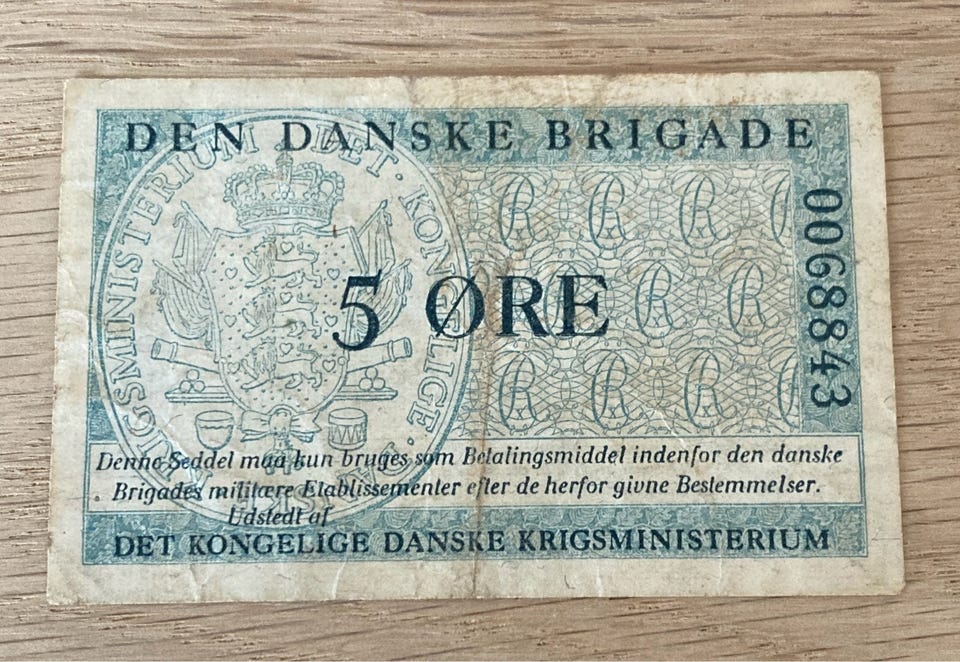 DEN DANSKE BRIGADE
DET · KONGELIGE · KRIGSMINISTERIUM
5 ØRE
0068843
Denne Seddel maa kun bruges som Betalingsmiddel indenfor den danske
Brigades militære Etablissementer efter de herfor givne Bestemmelser.
Udstedt af
DET KONGELIGE DANSKE KRIGSMINISTERIUM